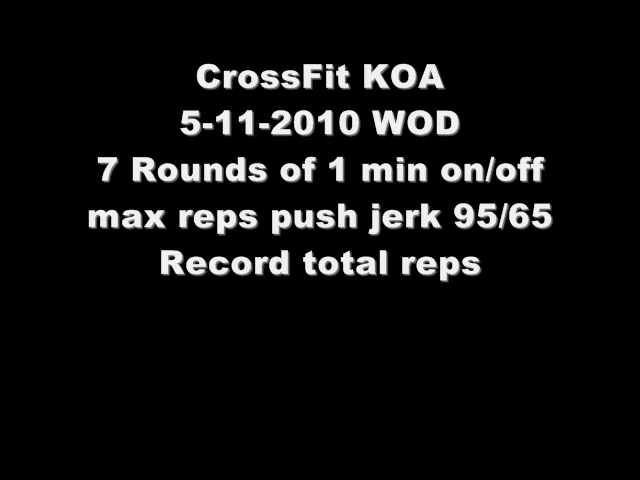 CrossFit KOA
5-11-2010 WOD
7 Rounds of 1 min on/off
max reps push jerk 95/65
Record total reps